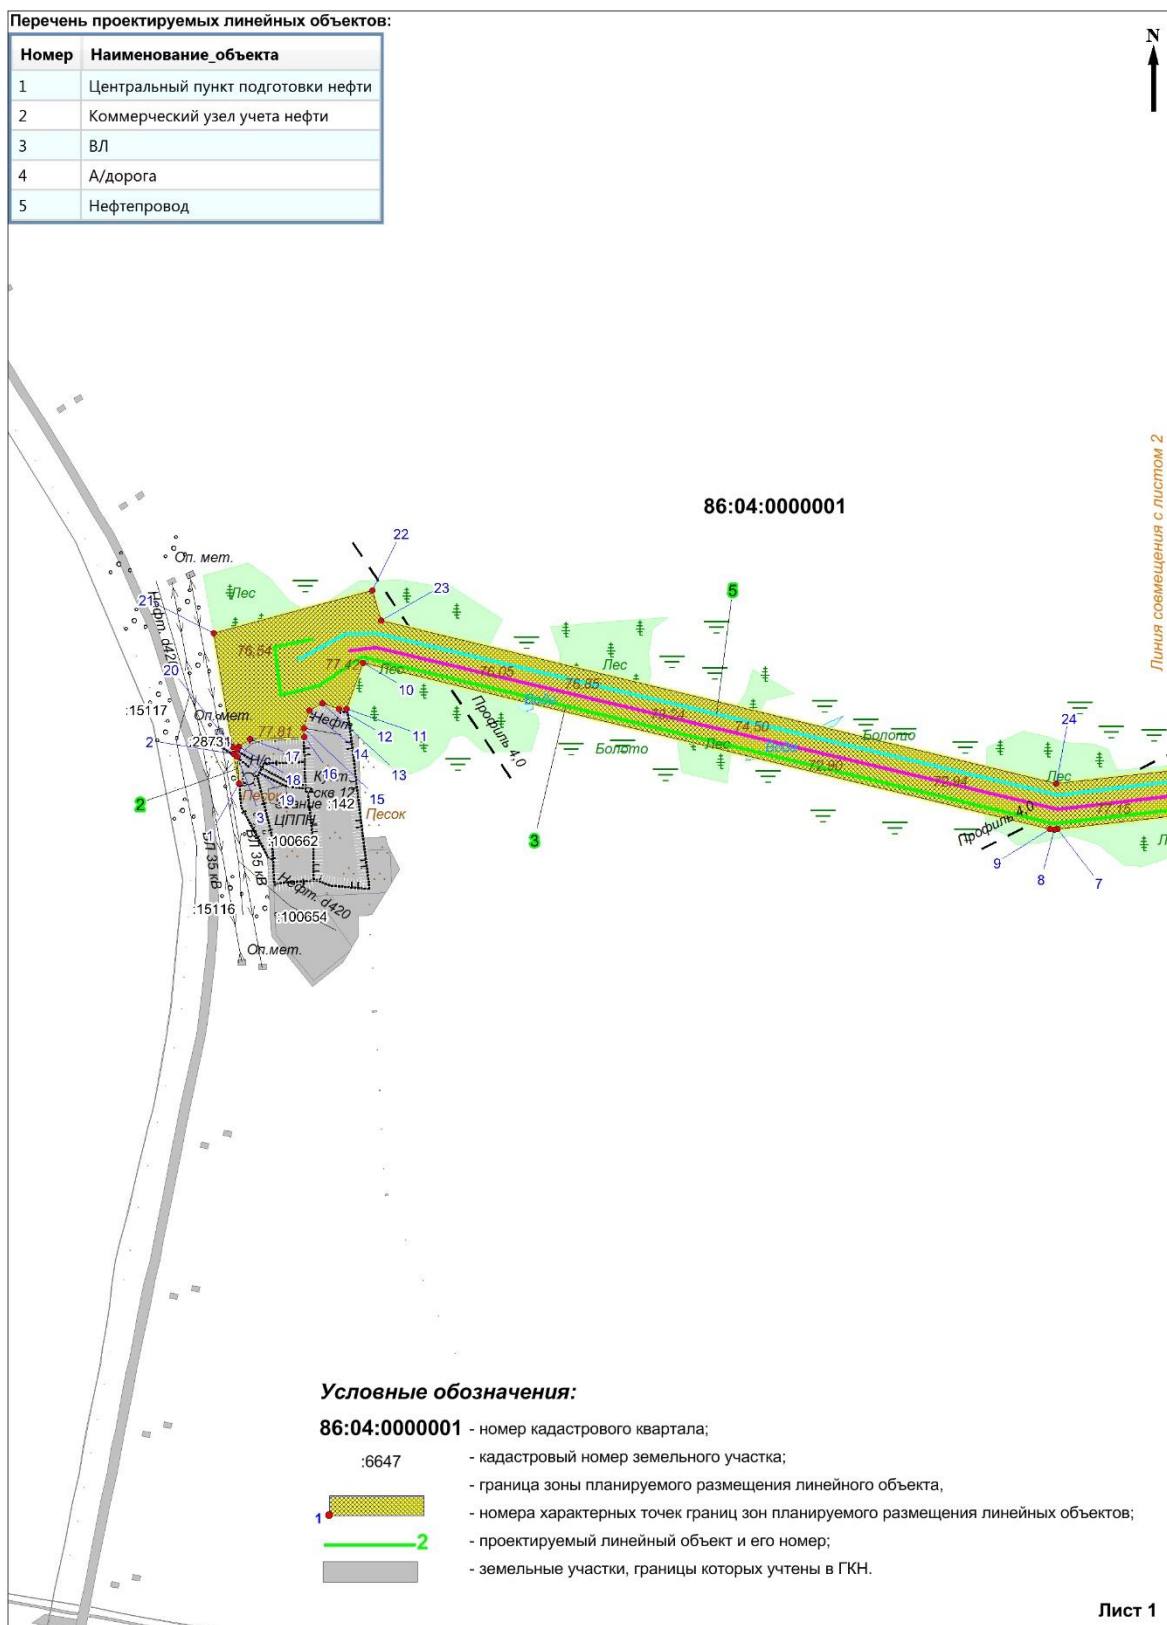 Перечень проектируемых линейных объектов:
Номер Наименование_объекта
1 Центральный пункт подготовки нефти
2 Коммерческий узел учета нефти
3 ВЛ
4 А/дорога
5 Нефтепровод
N
Линия совмещения с листом 2
86:04:0000001
22
Оп. мет.
23
5
21
Лес
Нефт. d420
76,54
77,42
Лес
76,05
76,85
Лес
20
10
Вода
79,24
74,50
24
:15117
Оп. мет.
Нефт.
12
11
Профиль 4,0
Болото
Лес
Вода
Болото
2
:28731
77,81
17
14
72,90
72,94
Лес
77,15
Н/с
18
16
13
2
Песок
19
скв 12
:142
15
Профиль 4,0
1
3
Здание
ЦППН
Песок
3
9
8
7
ВЛ 35 кВ
ВЛ 35 кВ
:100662
:15116
Нефт. d420
:100654
Оп.мет.
Условные обозначения:
86:04:0000001 - номер кадастрового квартала;
:6647 - кадастровый номер земельного участка;
- граница зоны планируемого размещения линейного объекта,
1 - номера характерных точек границ зон планируемого размещения линейных объектов;
2 - проектируемый линейный объект и его номер;
- земельные участки, границы которых учтены в ГКН.
Лист 1